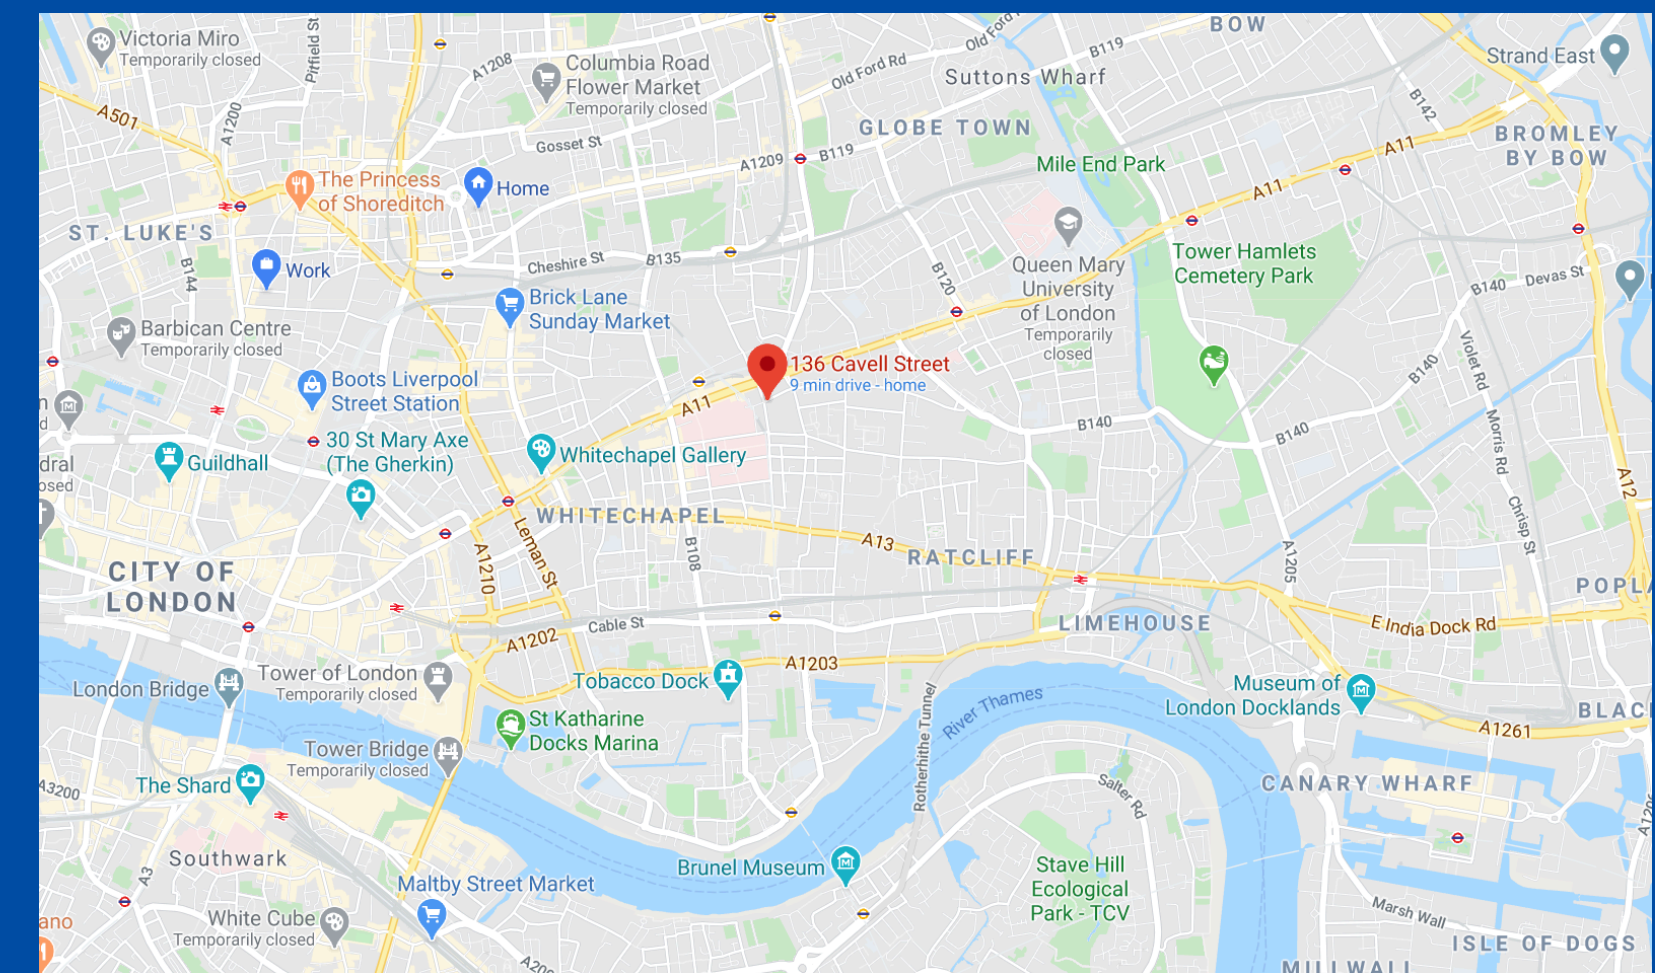 Victoria Miro
Temporarily closed
Pitfield St
A1208
Columbia Road
Flower Market
Temporarily closed
Old Ford Rd
B119
BOW
Strand East
Suttons Wharf
B142
A501
A1200
Gosset St
A1209
B119
GLOBE TOWN
Mile End Park
A11
BROMLEY
BY BOW
The Princess
of Shoreditch
Home
A11
ST. LUKE'S
B144
Work
Cheshire St
B135
B120
Queen Mary
University
of London
Temporarily
closed
Tower Hamlets
Cemetery Park
B140
Devas St
Brick Lane
Sunday Market
Barbican Centre
Temporarily closed
136 Cavell Street
9 min drive - home
Violet Rd
B140
Boots Liverpool
Street Station
A11
B140
B140
Morris Rd
30 St Mary Axe
(The Gherkin)
Guildhall
Whitechapel Gallery
A12
Chrisp St
WHITECHAPEL
Leman St
A13
B108
RATCLIFF
A1205
CITY OF
LONDON
A1210
POPLA
LIMEHOUSE
E India Dock Rd
Cable St
A1202
A1203
Tower of London
Temporarily closed
London Bridge
Tobacco Dock
River Thames
Rotherhithe Tunnel
Museum of
London Docklands
BLAC
A1261
St Katharine
Docks Marina
Tower Bridge
Temporarily closed
The Shard
A3200
CANARY WHARF
Salter Rd
A1206
Southwark
A3
Maltby Street Market
Brunel Museum
Stave Hill
Ecological
Park - TCV
White Cube
Temporarily closed
ano
Marsh Wall
ISLE OF DOGS
MILLWALL